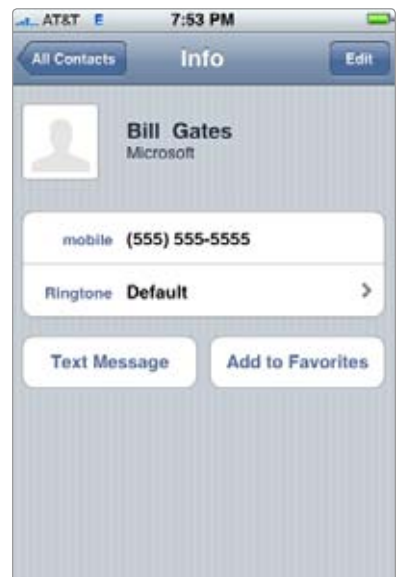 AT&T E 7:53 PM
All Contacts Info Edit
Bill Gates
Microsoft
mobile (555) 555-5555
Ringtone Default
Text Message Add to Favorites